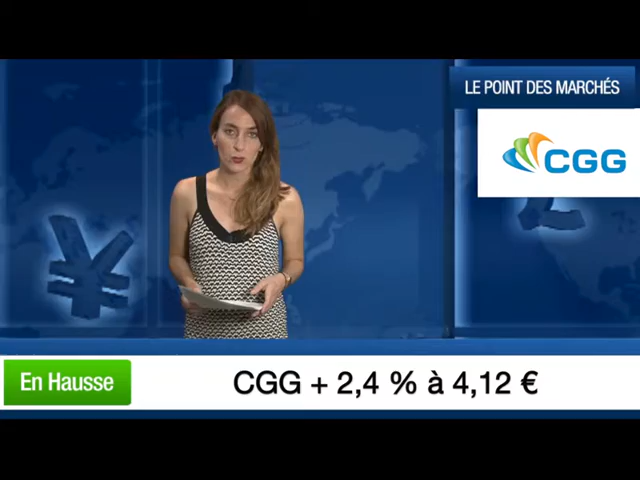 LE POINT DES MARCHÉS
CGG
En Hausse
CGG + 2,4 % à 4,12 €